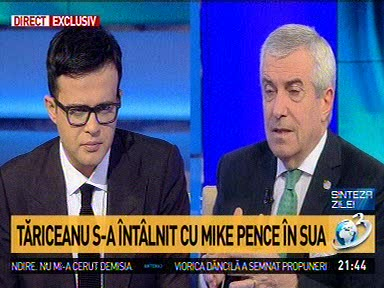 DIRECT EXCLUSIV
SINTEZA
ZILEI
TĂRICEANU S-A ÎNTÂLNIT CU MIKE PENCE ÎN SUA
3
NDIRE. NU MI-A CERUT DEMISIA VIORICA DĂNCILĂ A SEMNAT PROPUNERI
21:44